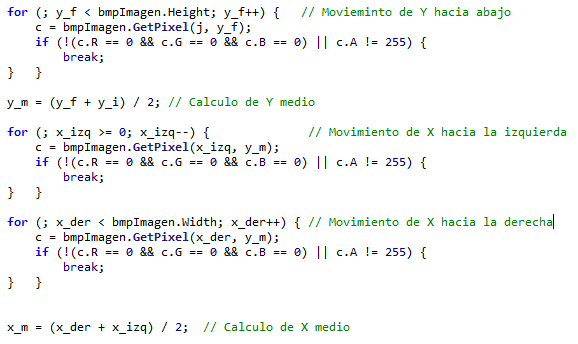 for (; y_f < bmpImagen.Height; y_f++) {   // Movieminto de Y hacia abajo
    c = bmpImagen.GetPixel(j, y_f);
    if (!(c.R == 0 && c.G == 0 && c.B == 0) || c.A != 255) {
        break;
}   }
y_m = (y_f + y_i) / 2; // Calculo de Y medio
for (; x_izq >= 0; x_izq--) {              // Movimiento de X hacia la izquierda
    c = bmpImagen.GetPixel(x_izq, y_m);
    if (!(c.R == 0 && c.G == 0 && c.B == 0) || c.A != 255) {
        break;
}   }
for (; x_der < bmpImagen.Width; x_der++) { // Movimiento de X hacia la derecha
    c = bmpImagen.GetPixel(x_der, y_m);
    if (!(c.R == 0 && c.G == 0 && c.B == 0) || c.A != 255) {
        break;
}   }
x_m = (x_der + x_izq) / 2;  // Calculo de X medio